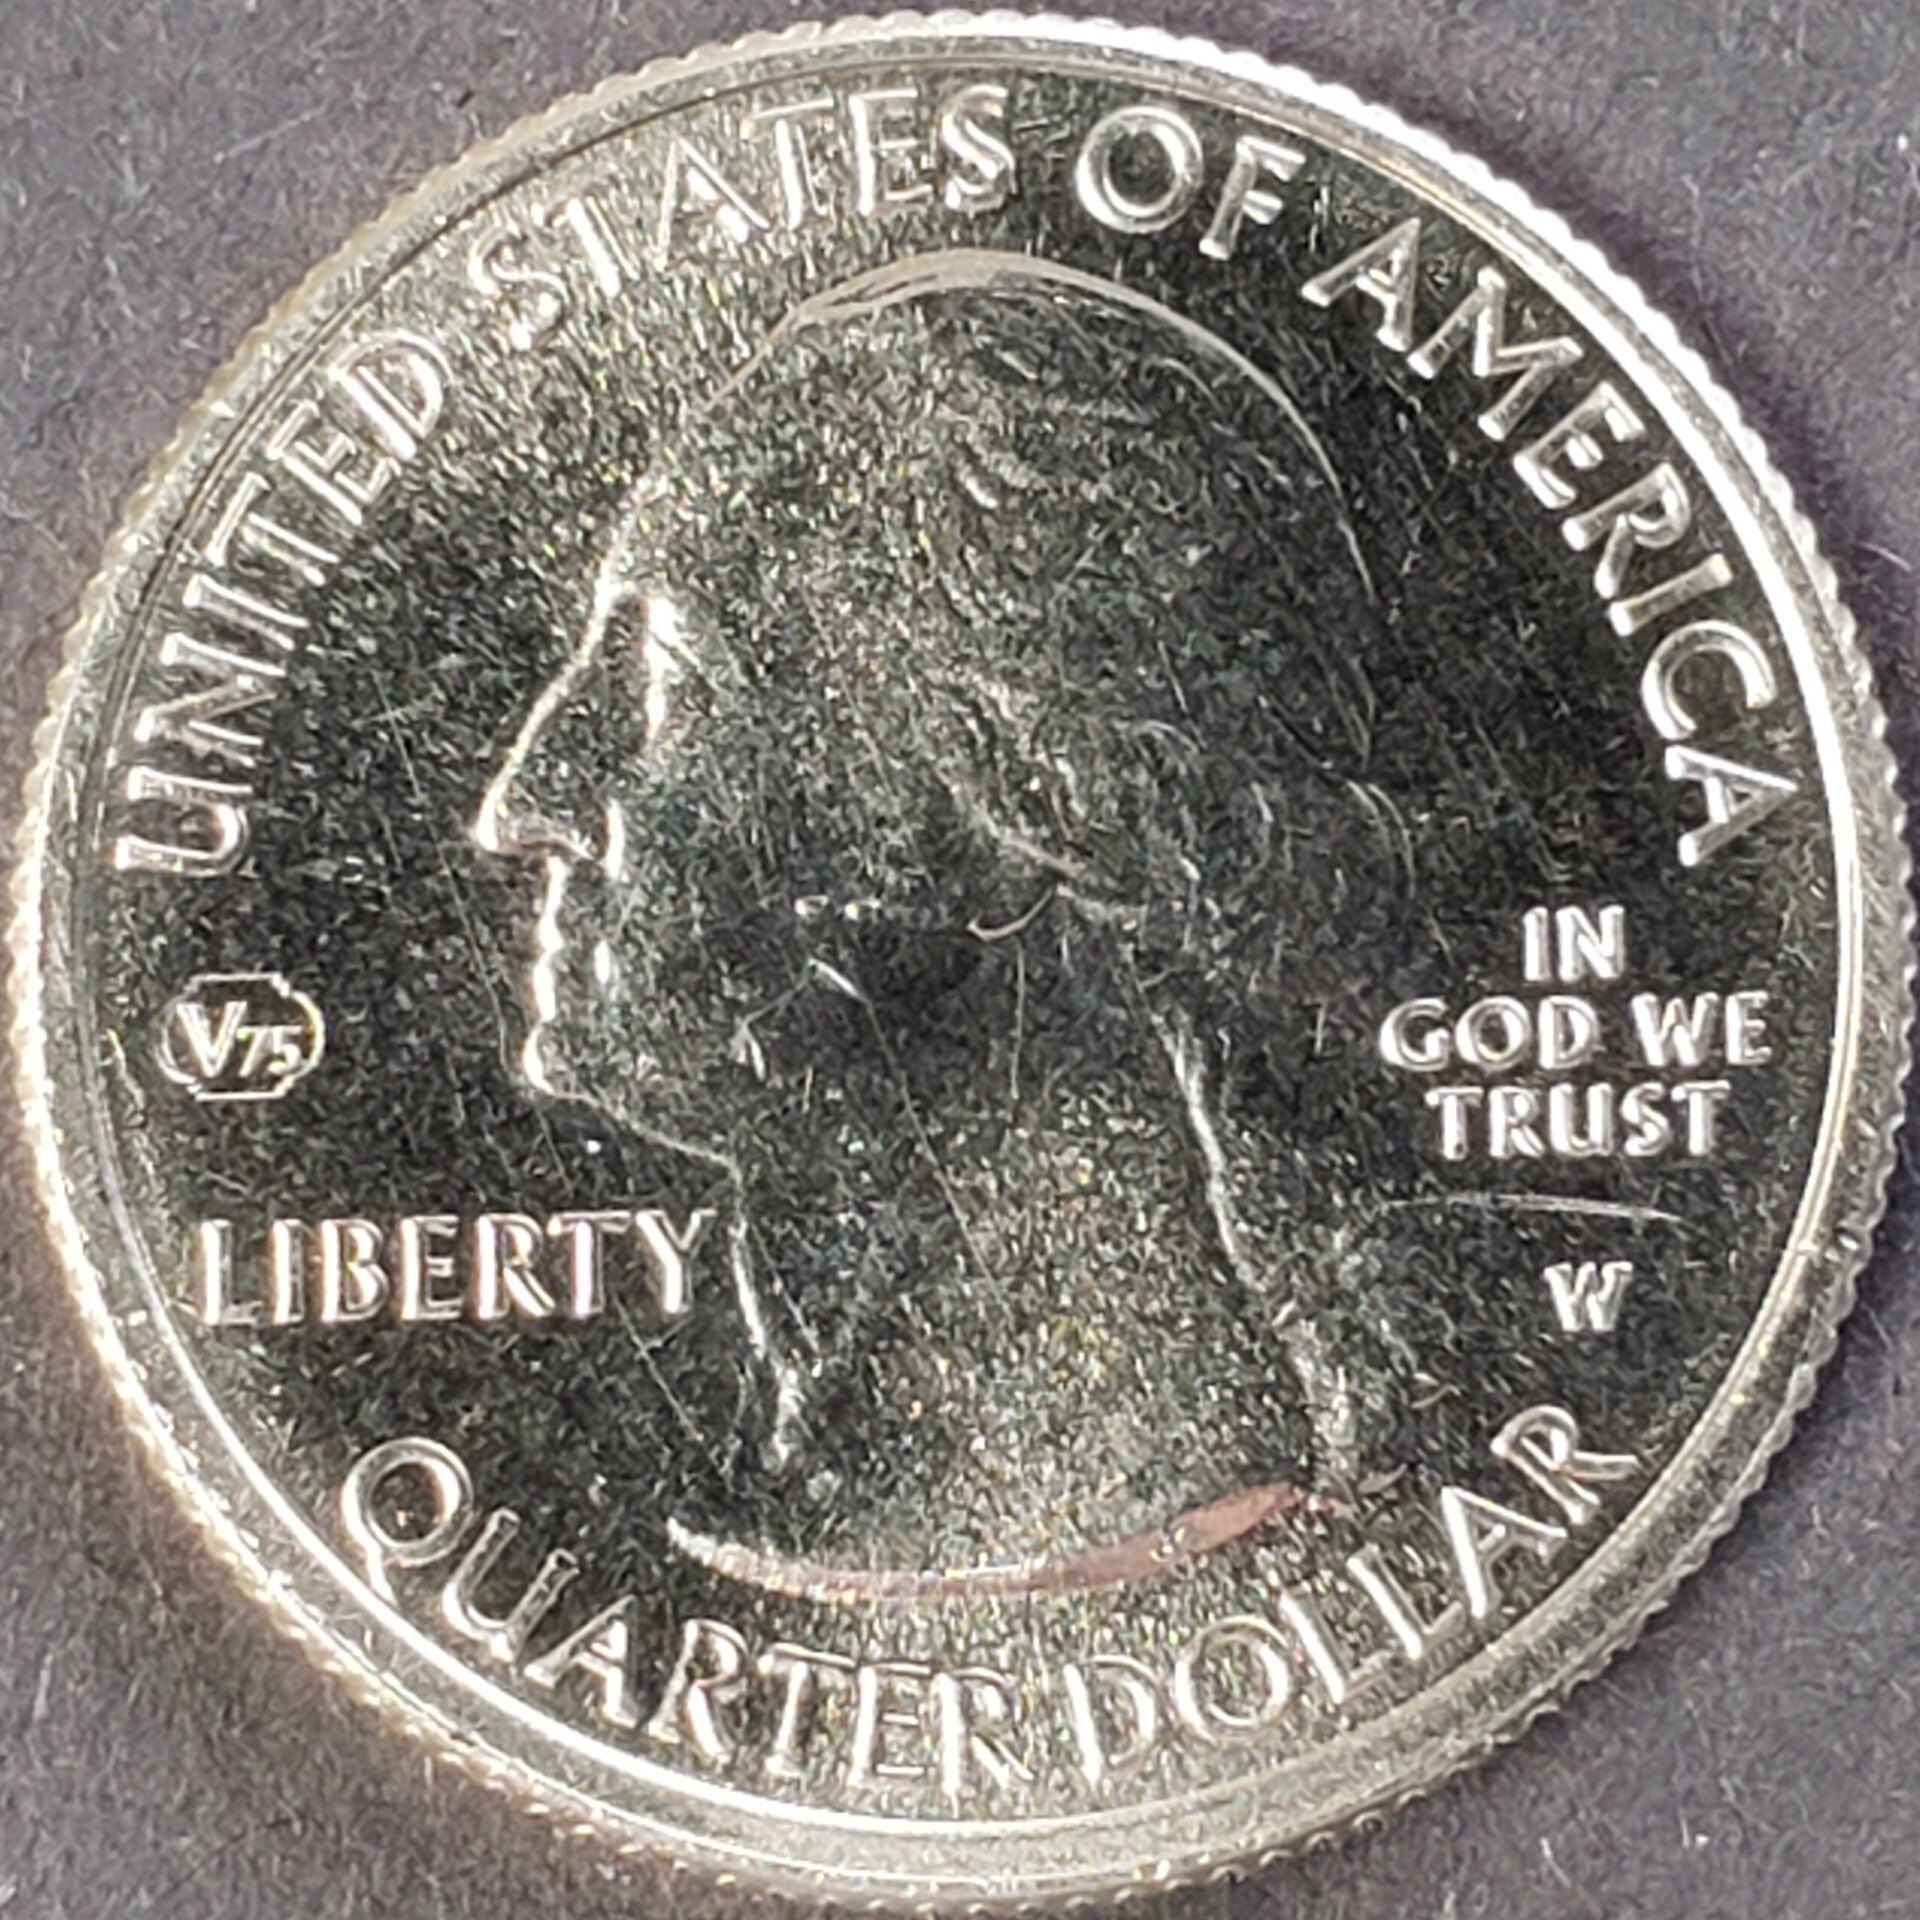 UNITED STATES OF AMERICA
V75
IN
GOD WE
TRUST
LIBERTY
W
QUARTER DOLLAR